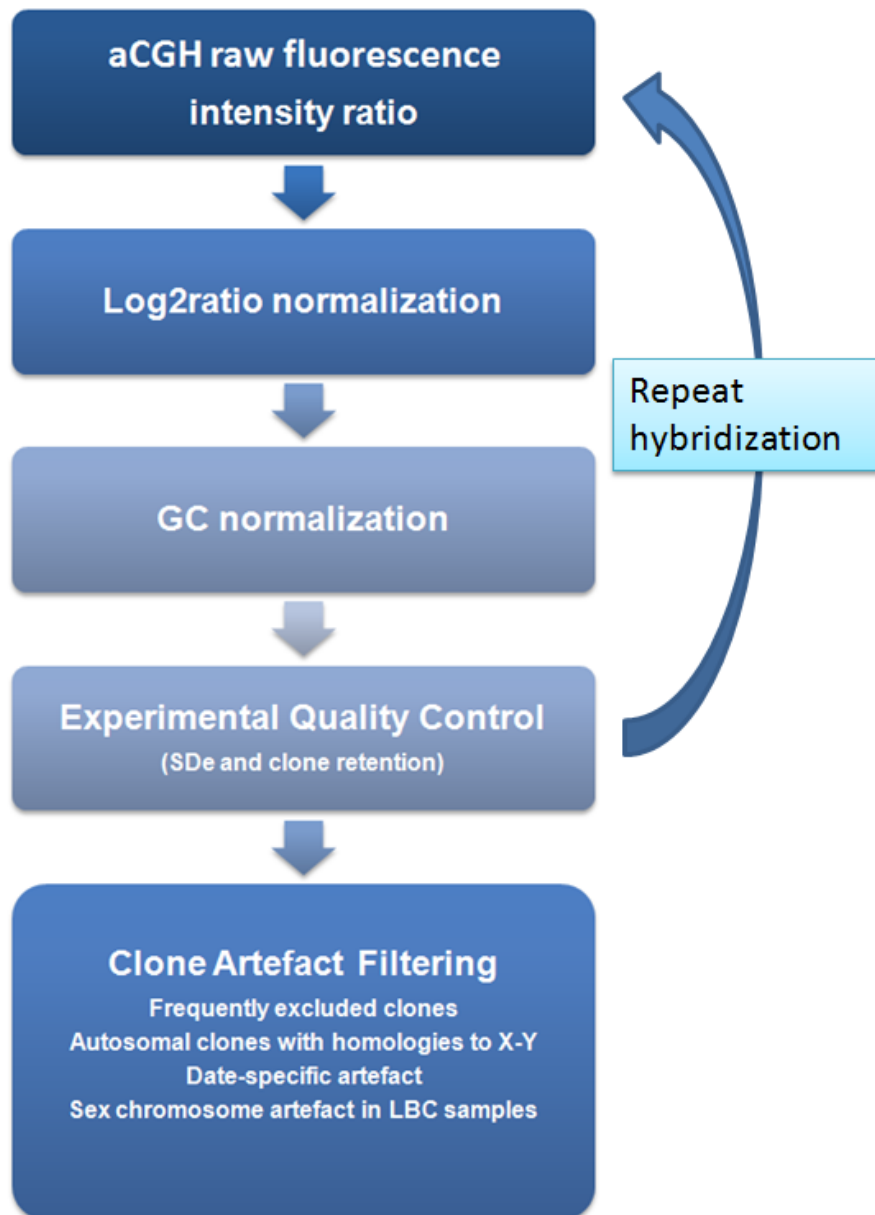 aCGH raw fluorescence
intensity ratio
Log2ratio normalization
GC normalization
Repeat
hybridization
Experimental Quality Control
(SDe and clone retention)
Clone Artefact Filtering
Frequently excluded clones
Autosomal clones with homologies to X-Y
Date-specific artefact
Sex chromosome artefact in LBC samples